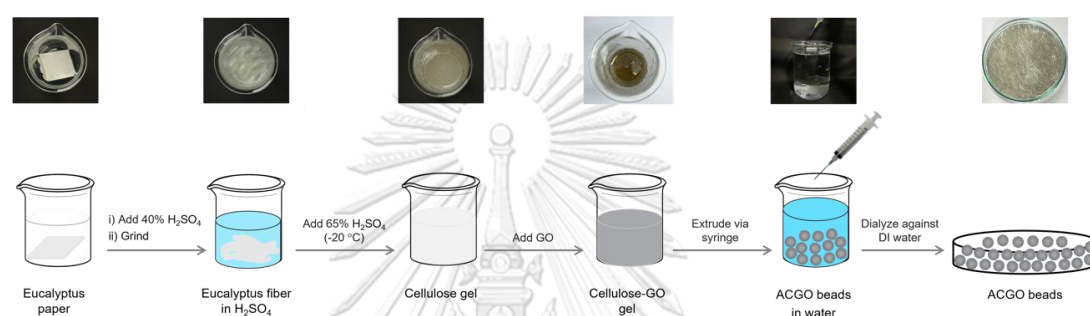 i) Add 40% H₂SO₄
ii) Grind
Add 65% H₂SO₄
(-20 °C)
Add GO
Extrude via
syringe
Dialyze against
DI water
Eucalyptus
paper
Eucalyptus fiber
in H₂SO₄
Cellulose gel
Cellulose-GO
gel
ACGO beads
in water
ACGO beads